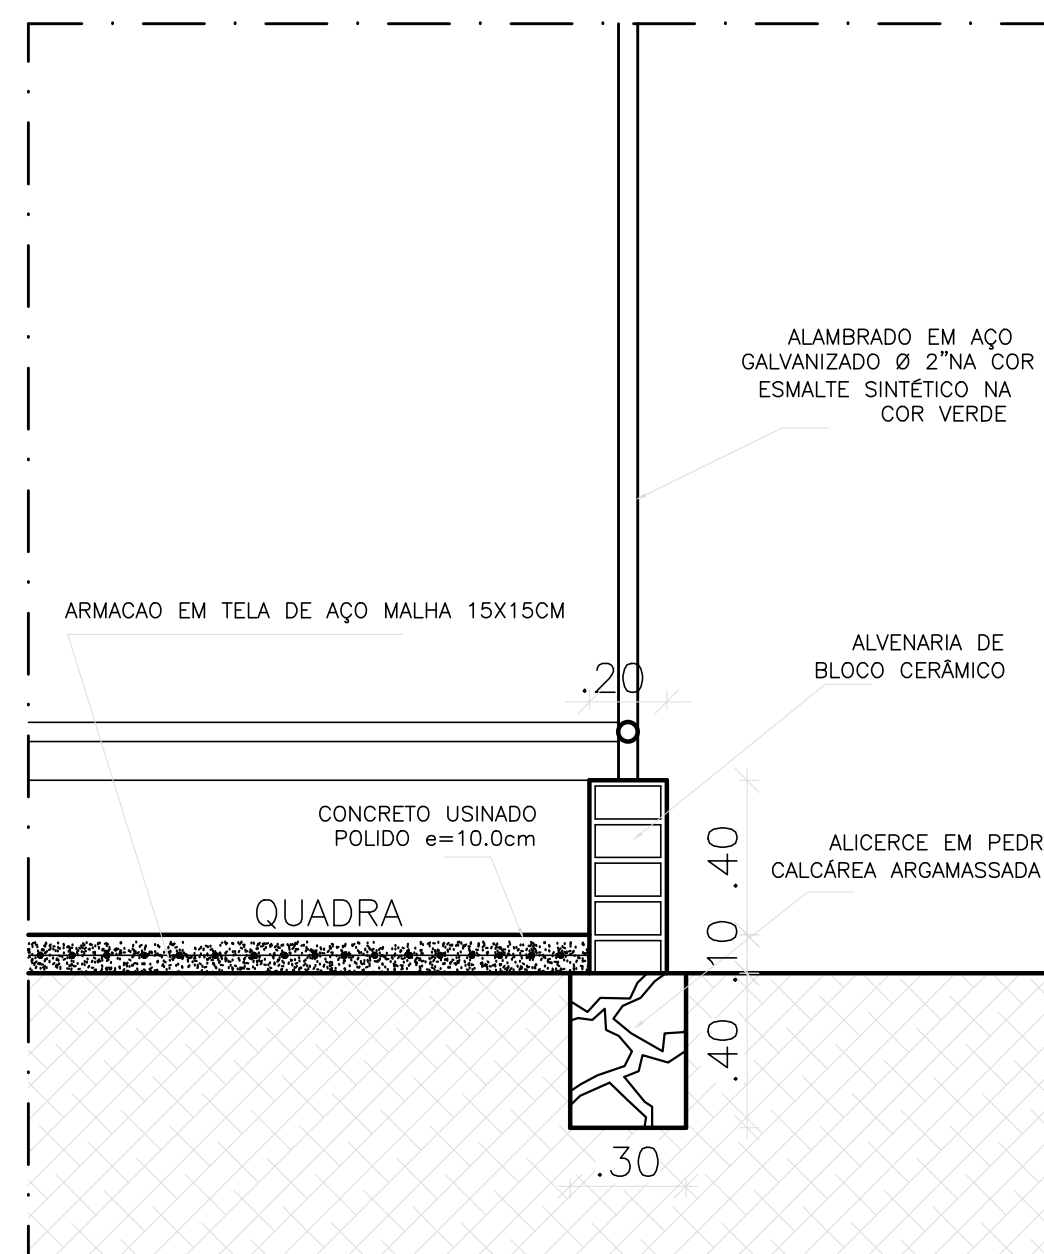 ALAMBRADO EM AÇO
GALVANIZADO Ø 2”NA COR
ESMALTE SINTÉTICO NA
COR VERDE
ARMACAO EM TELA DE AÇO MALHA 15X15CM
ALVENARIA DE
BLOCO CERÂMICO
.20
CONCRETO USINADO
POLIDO e=10.0cm
ALICERCE EM PEDR
CALCÁREA ARGAMASSADA
.40
QUADRA
.10
.40
.30